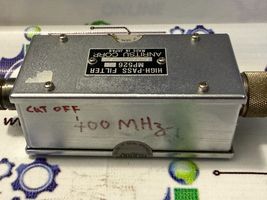 HIGH-PASS FILTER
MP526
ANRITSU CORP.
MADE IN JAPAN
CUT OFF
400 MHz